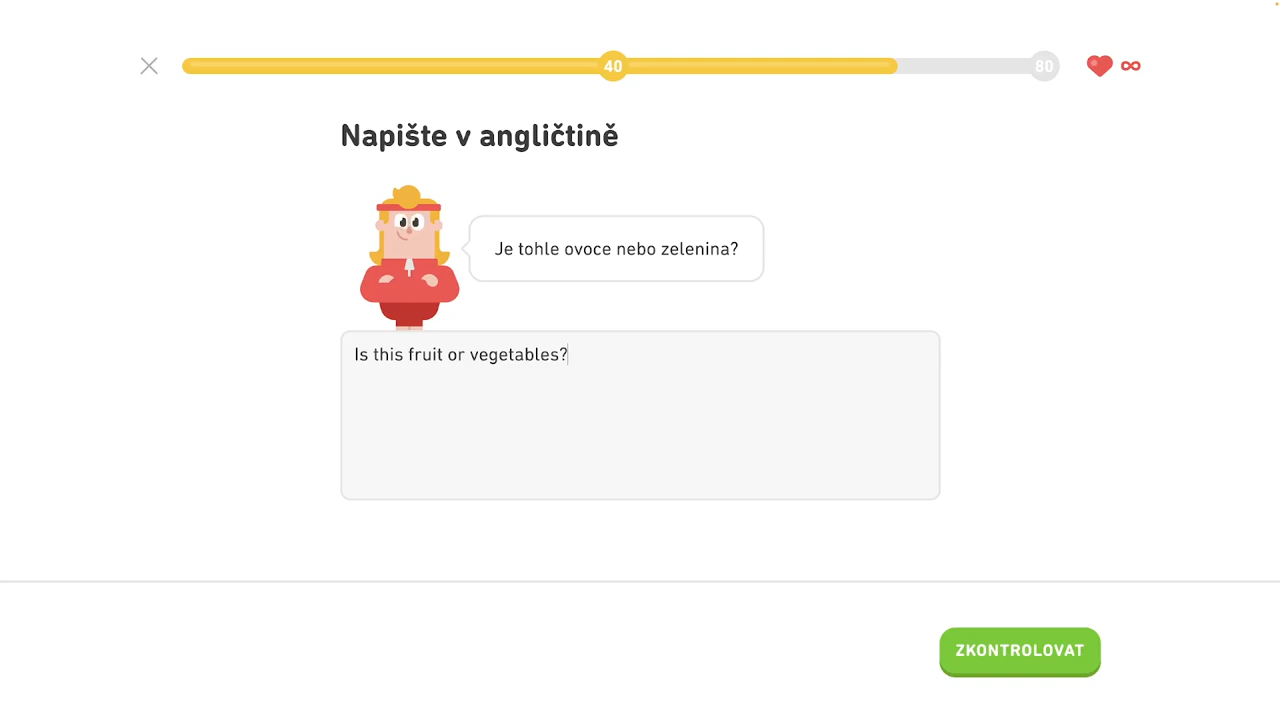 40
80
∞
Napište v angličtině
Je tohle ovoce nebo zelenina?
Is this fruit or vegetables?
ZKONTROLOVAT